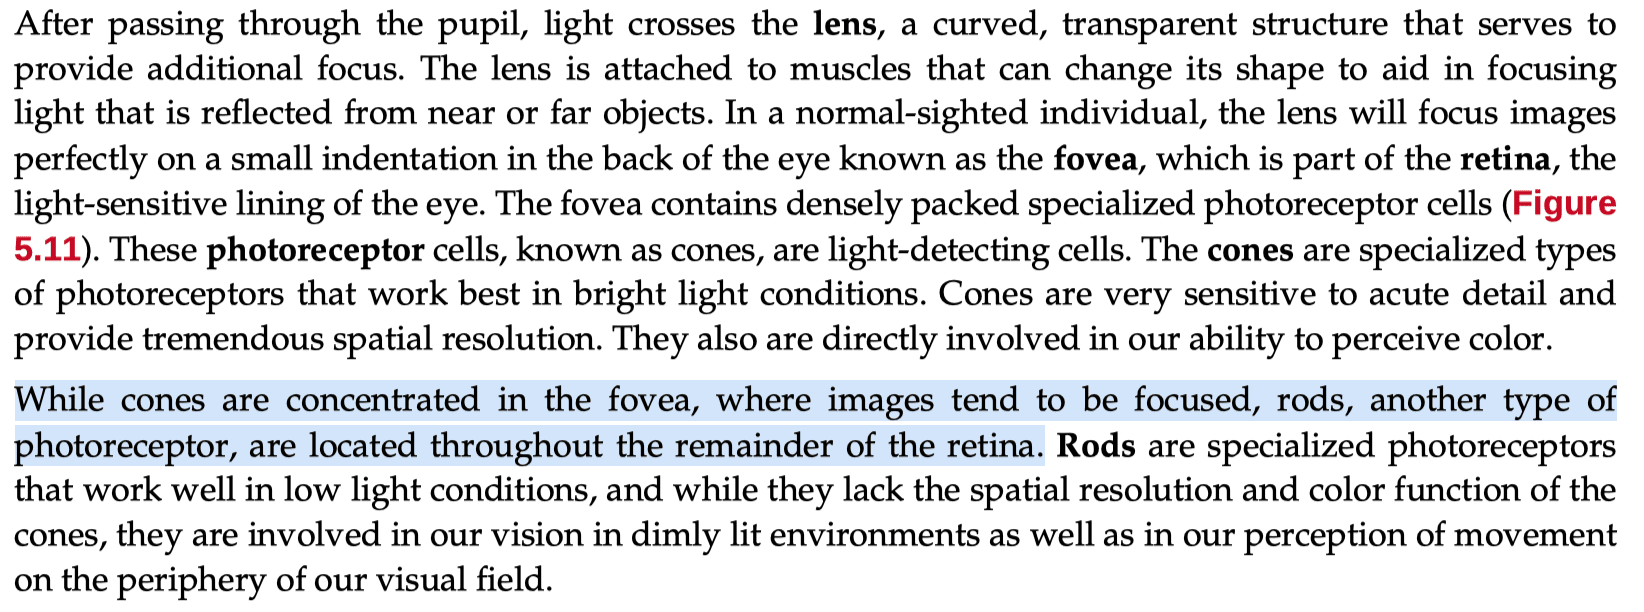 After passing through the pupil, light crosses the lens, a curved, transparent structure that serves to
provide additional focus. The lens is attached to muscles that can change its shape to aid in focusing
light that is reflected from near or far objects. In a normal-sighted individual, the lens will focus images
perfectly on a small indentation in the back of the eye known as the fovea, which is part of the retina, the
light-sensitive lining of the eye. The fovea contains densely packed specialized photoreceptor cells (Figure
5.11). These photoreceptor cells, known as cones, are light-detecting cells. The cones are specialized types
of photoreceptors that work best in bright light conditions. Cones are very sensitive to acute detail and
provide tremendous spatial resolution. They also are directly involved in our ability to perceive color.
While cones are concentrated in the fovea, where images tend to be focused, rods, another type of
photoreceptor, are located throughout the remainder of the retina. Rods are specialized photoreceptors
that work well in low light conditions, and while they lack the spatial resolution and color function of the
cones, they are involved in our vision in dimly lit environments as well as in our perception of movement
on the periphery of our visual field.